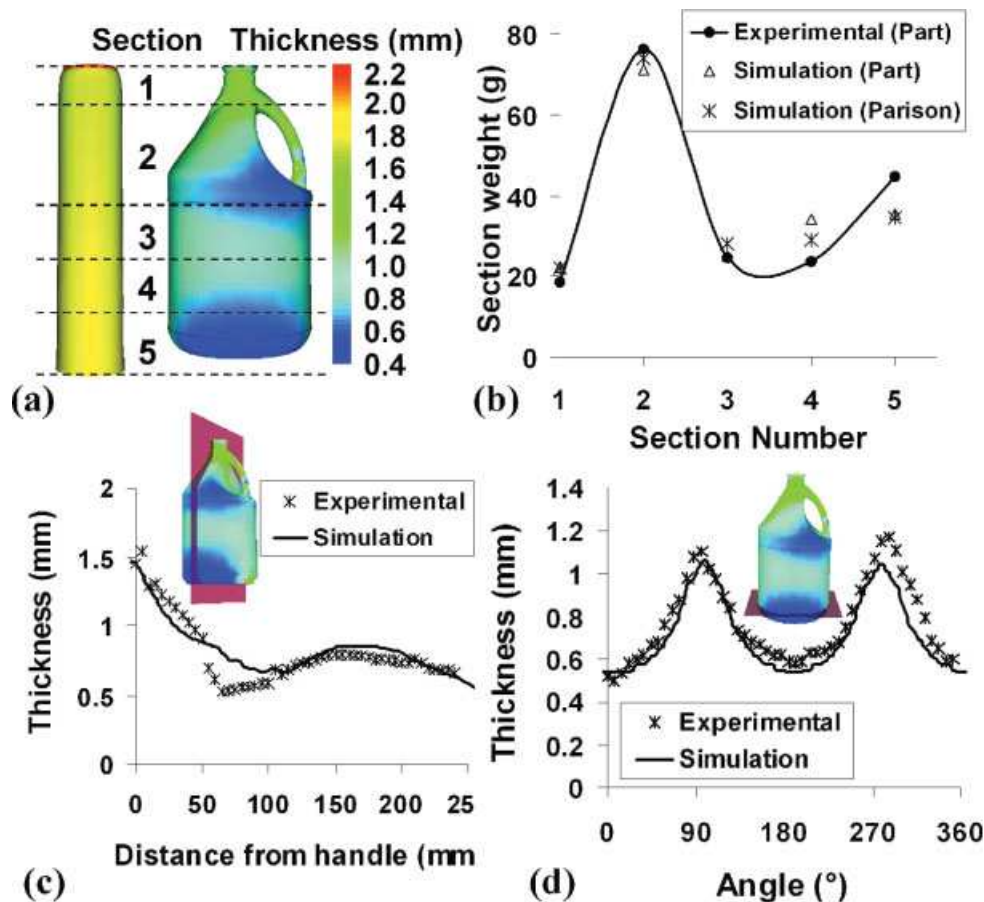 Section Thickness (mm)
1
2
3
4
5
2.2
2.0
1.8
1.6
1.4
1.2
1.0
0.8
0.6
0.4
(a)
80
60
40
20
0
Section weight (g)
Experimental (Part)
Simulation (Part)
Simulation (Parison)
1 2 3 4 5
Section Number
(b)
2
1.5
1
0.5
0
Thickness (mm)
Experimental
Simulation
0 50 100 150 200 25
Distance from handle (mm
(c)
1.4
1.2
1
0.8
0.6
0.4
0.2
0
Thickness (mm)
Experimental
Simulation
0 90 180 270 360
Angle (°)
(d)